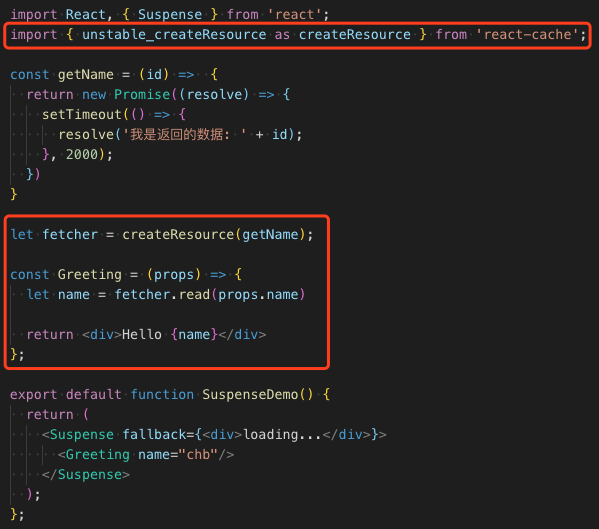 import React, { Suspense } from 'react';
import { unstable_createResource as createResource } from 'react-cache';
const getName = (id) => {
return new Promise((resolve) => {
setTimeout(() => {
resolve('我是返回的数据: ' + id);
}, 2000);
})
}
let fetcher = createResource(getName);
const Greeting = (props) => {
let name = fetcher.read(props.name)
return <div>Hello {name}</div>
};
export default function SuspenseDemo() {
return (
<Suspense fallback={<div>loading...</div>}>
<Greeting name="chb"/>
</Suspense>
);
};